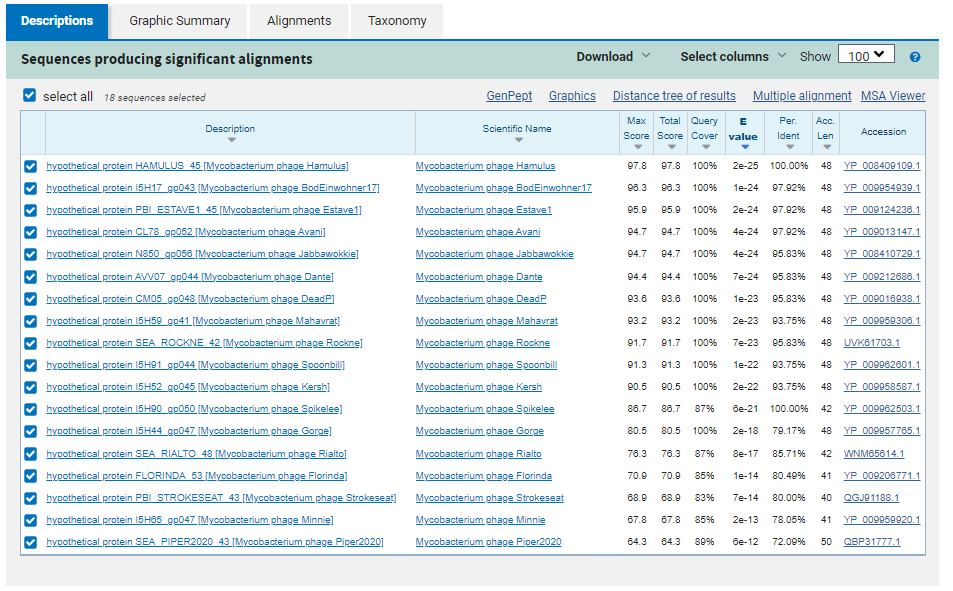 Descriptions Graphic Summary Alignments Taxonomy
Sequences producing significant alignments Download Select columns Show 100 ?
select all 18 sequences selected GenPept Graphics Distance tree of results Multiple alignment MSA Viewer
Description Scientific Name Max Score Total Score Query Cover E value Per. Ident Acc. Len Accession
hypothetical protein HAMULUS_45 [Mycobacterium phage Hamulus] Mycobacterium phage Hamulus 97.8 97.8 100% 2e-25 100.00% 48 YP_008409109.1
hypothetical protein I5H17_gp043 [Mycobacterium phage BodEinwohner17] Mycobacterium phage BodEinwohner17 96.3 96.3 100% 1e-24 97.92% 48 YP_009954939.1
hypothetical protein PBI_ESTAVE1_45 [Mycobacterium phage Estave1] Mycobacterium phage Estave1 95.9 95.9 100% 2e-24 97.92% 48 YP_009124236.1
hypothetical protein CL78_gp052 [Mycobacterium phage Avani] Mycobacterium phage Avani 94.7 94.7 100% 4e-24 97.92% 48 YP_009013147.1
hypothetical protein N850_gp056 [Mycobacterium phage Jabbawokkie] Mycobacterium phage Jabbawokkie 94.7 94.7 100% 4e-24 95.83% 48 YP_008410729.1
hypothetical protein AVV07_gp044 [Mycobacterium phage Dante] Mycobacterium phage Dante 94.4 94.4 100% 7e-24 95.83% 48 YP_009212686.1
hypothetical protein CM05_gp048 [Mycobacterium phage DeadP] Mycobacterium phage DeadP 93.6 93.6 100% 1e-23 95.83% 48 YP_009016938.1
hypothetical protein I5H59_gp41 [Mycobacterium phage Mahavrat] Mycobacterium phage Mahavrat 93.2 93.2 100% 2e-23 93.75% 48 YP_009959306.1
hypothetical protein SEA_ROCKNE_42 [Mycobacterium phage Rockne] Mycobacterium phage Rockne 91.7 91.7 100% 7e-23 95.83% 48 UVK61703.1
hypothetical protein I5H91_gp044 [Mycobacterium phage Spoonbill] Mycobacterium phage Spoonbill 91.3 91.3 100% 1e-22 93.75% 48 YP_009962601.1
hypothetical protein I5H52_gp045 [Mycobacterium phage Kersh] Mycobacterium phage Kersh 90.5 90.5 100% 2e-22 93.75% 48 YP_009958587.1
hypothetical protein I5H90_gp050 [Mycobacterium phage Spikelee] Mycobacterium phage Spikelee 86.7 86.7 87% 6e-21 100.00% 42 YP_009962503.1
hypothetical protein I5H44_gp047 [Mycobacterium phage Gorge] Mycobacterium phage Gorge 80.5 80.5 100% 2e-18 79.17% 48 YP_009957765.1
hypothetical protein SEA_RIALTO_48 [Mycobacterium phage Rialto] Mycobacterium phage Rialto 76.3 76.3 87% 8e-17 85.71% 42 WNM65614.1
hypothetical protein FLORINDA_53 [Mycobacterium phage Florinda] Mycobacterium phage Florinda 70.9 70.9 85% 1e-14 80.49% 41 YP_009206771.1
hypothetical protein PBI_STROKESEAT_43 [Mycobacterium phage Strokeseat] Mycobacterium phage Strokeseat 68.9 68.9 83% 7e-14 80.00% 40 QGJ91188.1
hypothetical protein I5H65_gp047 [Mycobacterium phage Minnie] Mycobacterium phage Minnie 67.8 67.8 85% 2e-13 78.05% 41 YP_009959920.1
hypothetical protein SEA_PIPER2020_43 [Mycobacterium phage Piper2020] Mycobacterium phage Piper2020 64.3 64.3 89% 6e-12 72.09% 50 QBP31777.1